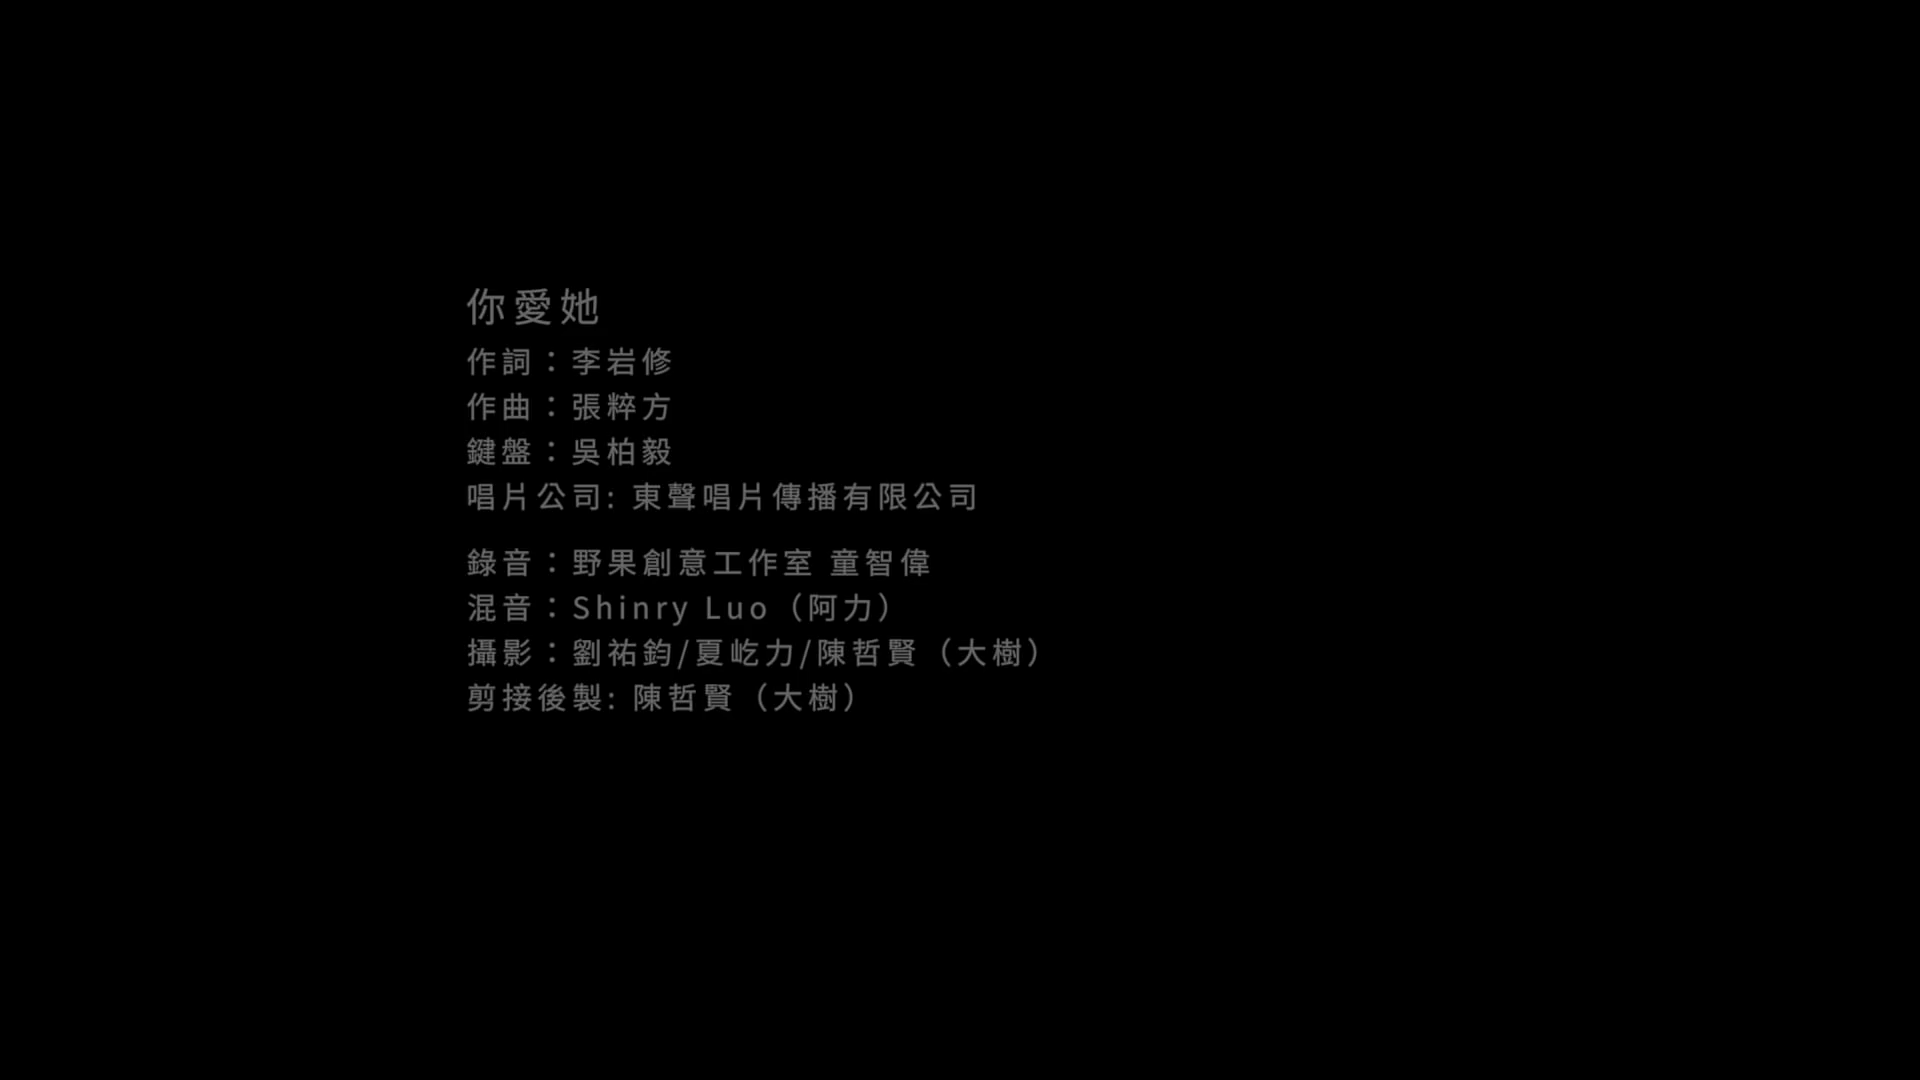 你愛她
作詞：李岩修
作曲：張粹方
鍵盤：吳柏毅
唱片公司: 東聲唱片傳播有限公司
錄音：野果創意工作室 童智偉
混音：Shinry Luo（阿力）
攝影：劉祐鈞/夏屹力/陳哲賢（大樹）
剪接後製: 陳哲賢（大樹）